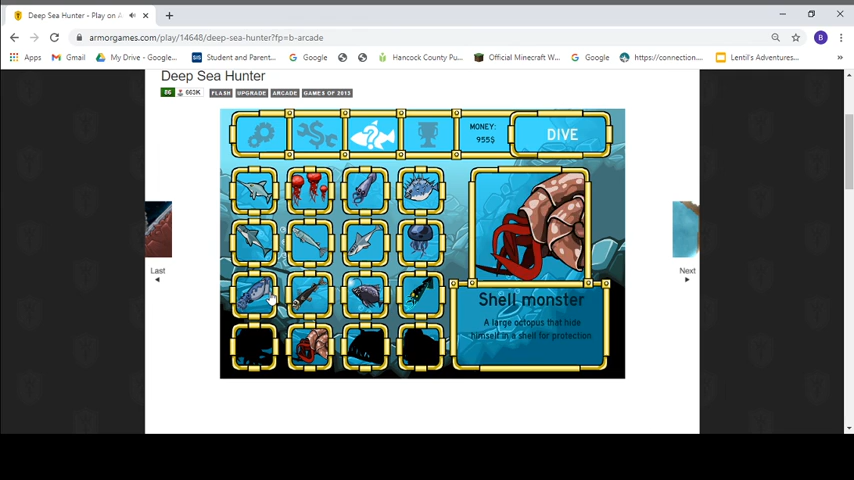 Deep Sea Hunter - Play on A
armorgames.com/play/14648/deep-sea-hunter?fp=b-arcade
Apps Gmail My Drive - Google... SIS Student and Parent... Google Hancock County Pu... Official Minecraft W... Google https://connection.... Lentil's Adventures... »
Deep Sea Hunter
86 663K FLASH UPGRADE ARCADE GAMES OF 2013
MONEY:
955$
DIVE
Last
Next
Shell monster
A large octopus that hide
himself in a shell for protection